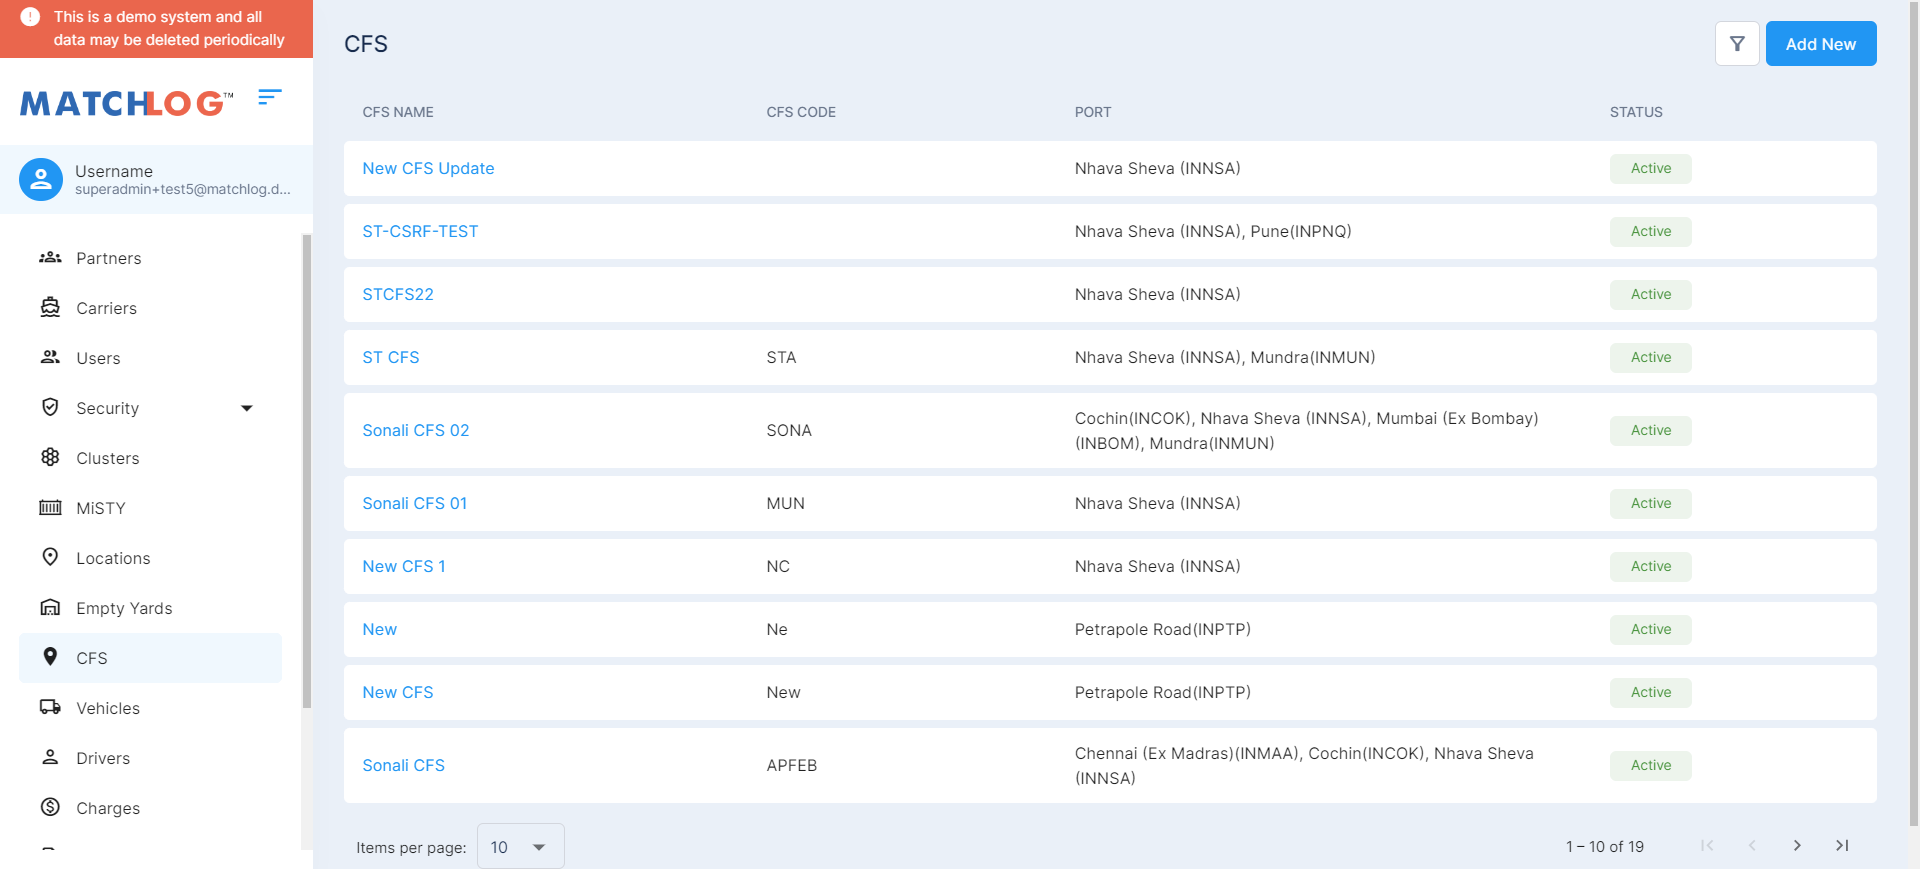 This is a demo system and all
data may be deleted periodically
MATCHLOG™
Username
superadmin+test5@matchlog.d...
Partners
Carriers
Users
Security
Clusters
MiSTY
Locations
Empty Yards
CFS
Vehicles
Drivers
Charges
CFS
Add New
CFS NAME CFS CODE PORT STATUS
New CFS Update Nhava Sheva (INNSA) Active
ST-CSRF-TEST Nhava Sheva (INNSA), Pune(INPNQ) Active
STCFS22 Nhava Sheva (INNSA) Active
ST CFS STA Nhava Sheva (INNSA), Mundra(INMUN) Active
Sonali CFS 02 SONA Cochin(INCOK), Nhava Sheva (INNSA), Mumbai (Ex Bombay)
(INBOM), Mundra(INMUN) Active
Sonali CFS 01 MUN Nhava Sheva (INNSA) Active
New CFS 1 NC Nhava Sheva (INNSA) Active
New Ne Petrapole Road(INPTP) Active
New CFS New Petrapole Road(INPTP) Active
Sonali CFS APFEB Chennai (Ex Madras)(INMAA), Cochin(INCOK), Nhava Sheva
(INNSA) Active
Items per page: 10 1 – 10 of 19